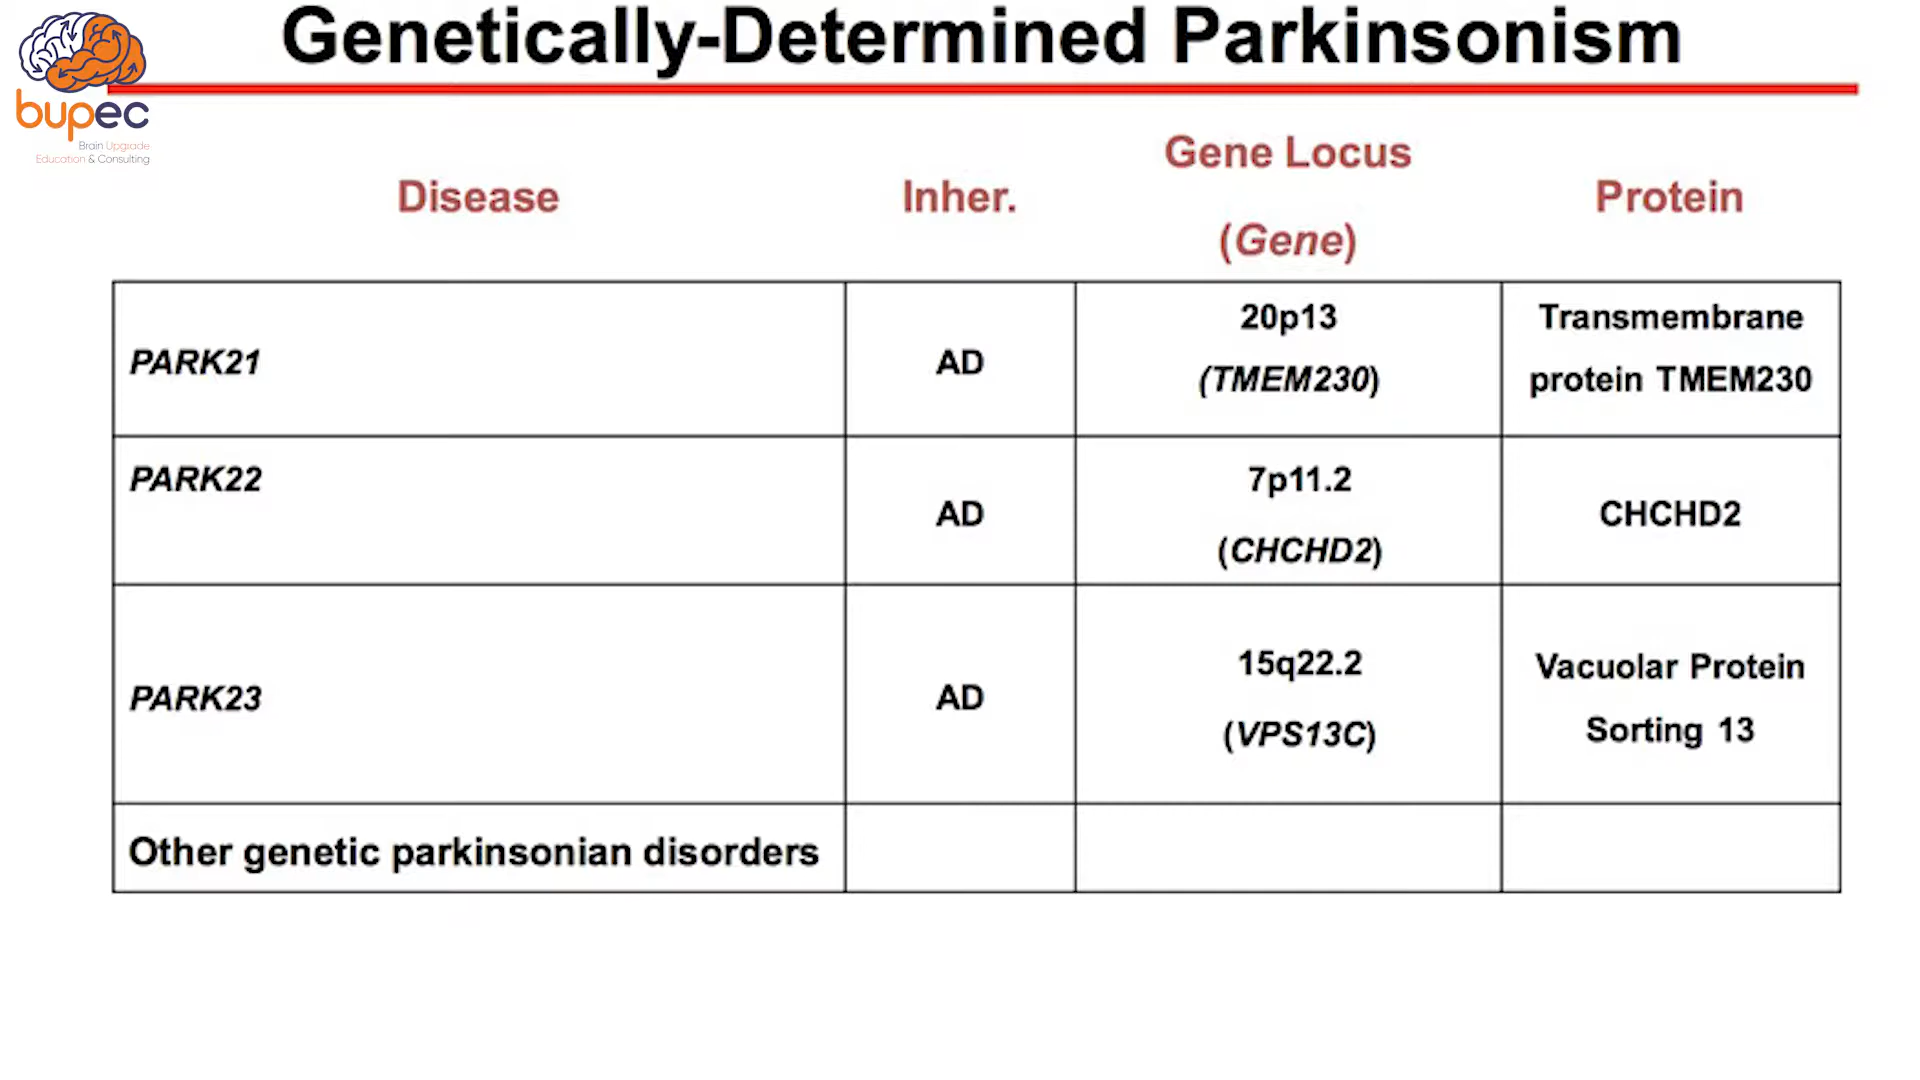 Genetically-Determined Parkinsonism
bupec
Brain Upgrade
Education & Consulting
Disease
Inher.
Gene Locus
(Gene)
Protein
PARK21
AD
20p13
(TMEM230)
Transmembrane
protein TMEM230
PARK22
AD
7p11.2
(CHCHD2)
CHCHD2
PARK23
AD
15q22.2
(VPS13C)
Vacuolar Protein
Sorting 13
Other genetic parkinsonian disorders